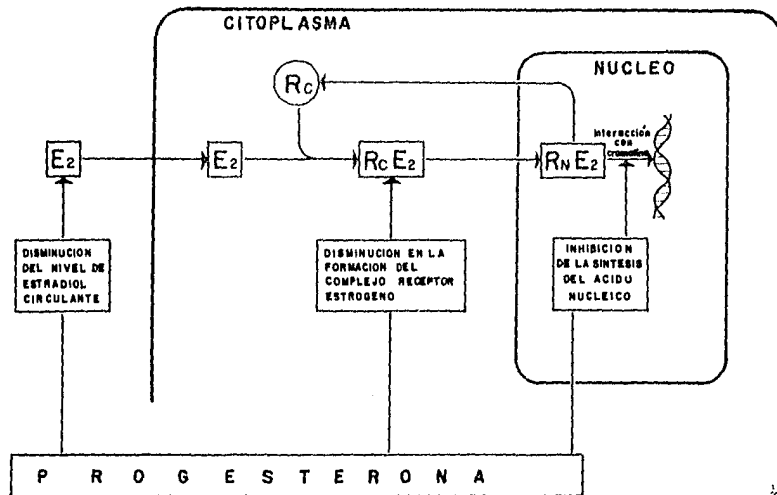 CITOPLASMA
NUCLEO
RC
interacción
con
cromatina
E2
E2
RC E2
RN E2
DISMINUCION
DEL NIVEL DE
ESTRADIOL
CIRCULANTE
DISMINUCION EN LA
FORMACION DEL
COMPLEJO RECEPTOR
ESTROGENO
INHIBICION
DE LA SINTESIS
DEL ACIDO
NUCLEICO
PROGESTERONA